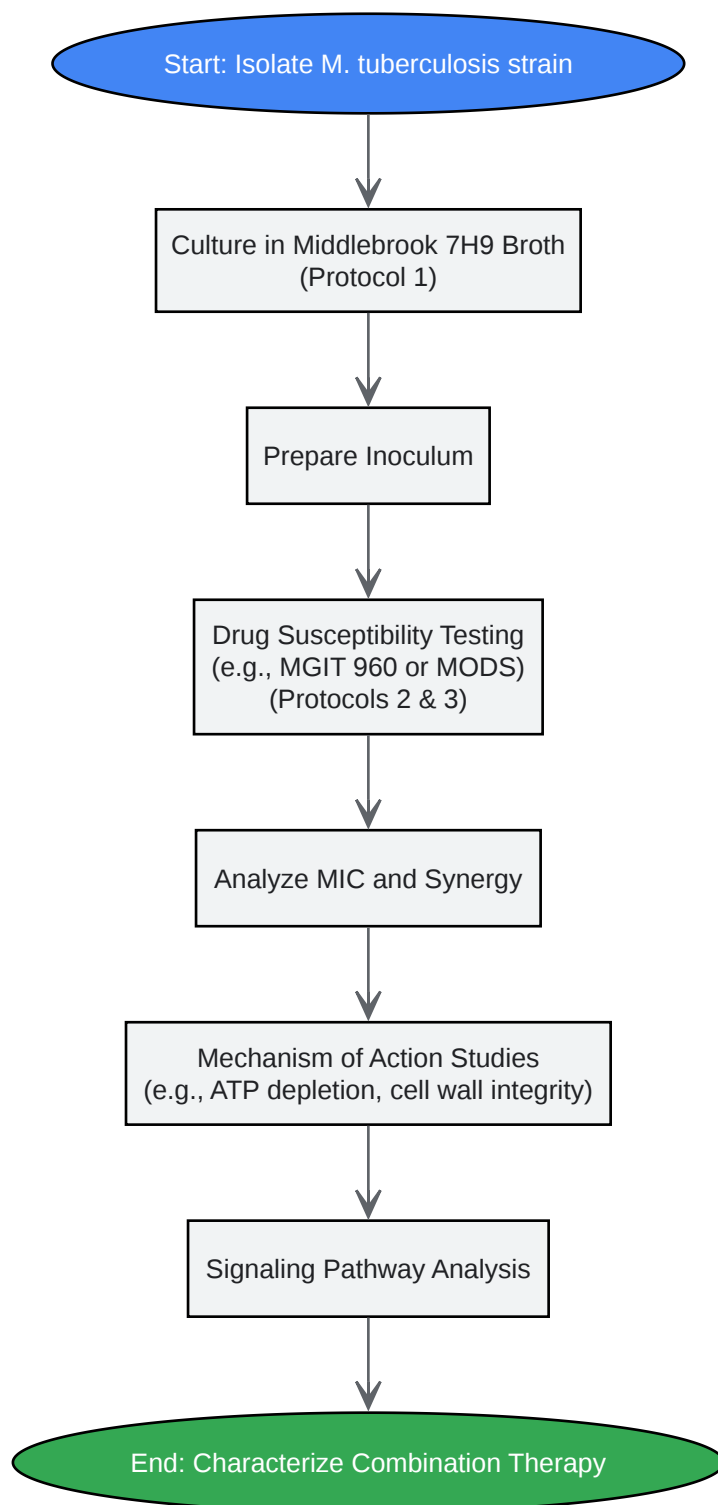 Start: Isolate M. tuberculosis strain
Culture in Middlebrook 7H9 Broth
(Protocol 1)
Prepare Inoculum
Drug Susceptibility Testing
(e.g., MGIT 960 or MODS)
(Protocols 2 & 3)
Analyze MIC and Synergy
Mechanism of Action Studies
(e.g., ATP depletion, cell wall integrity)
Signaling Pathway Analysis
End: Characterize Combination Therapy